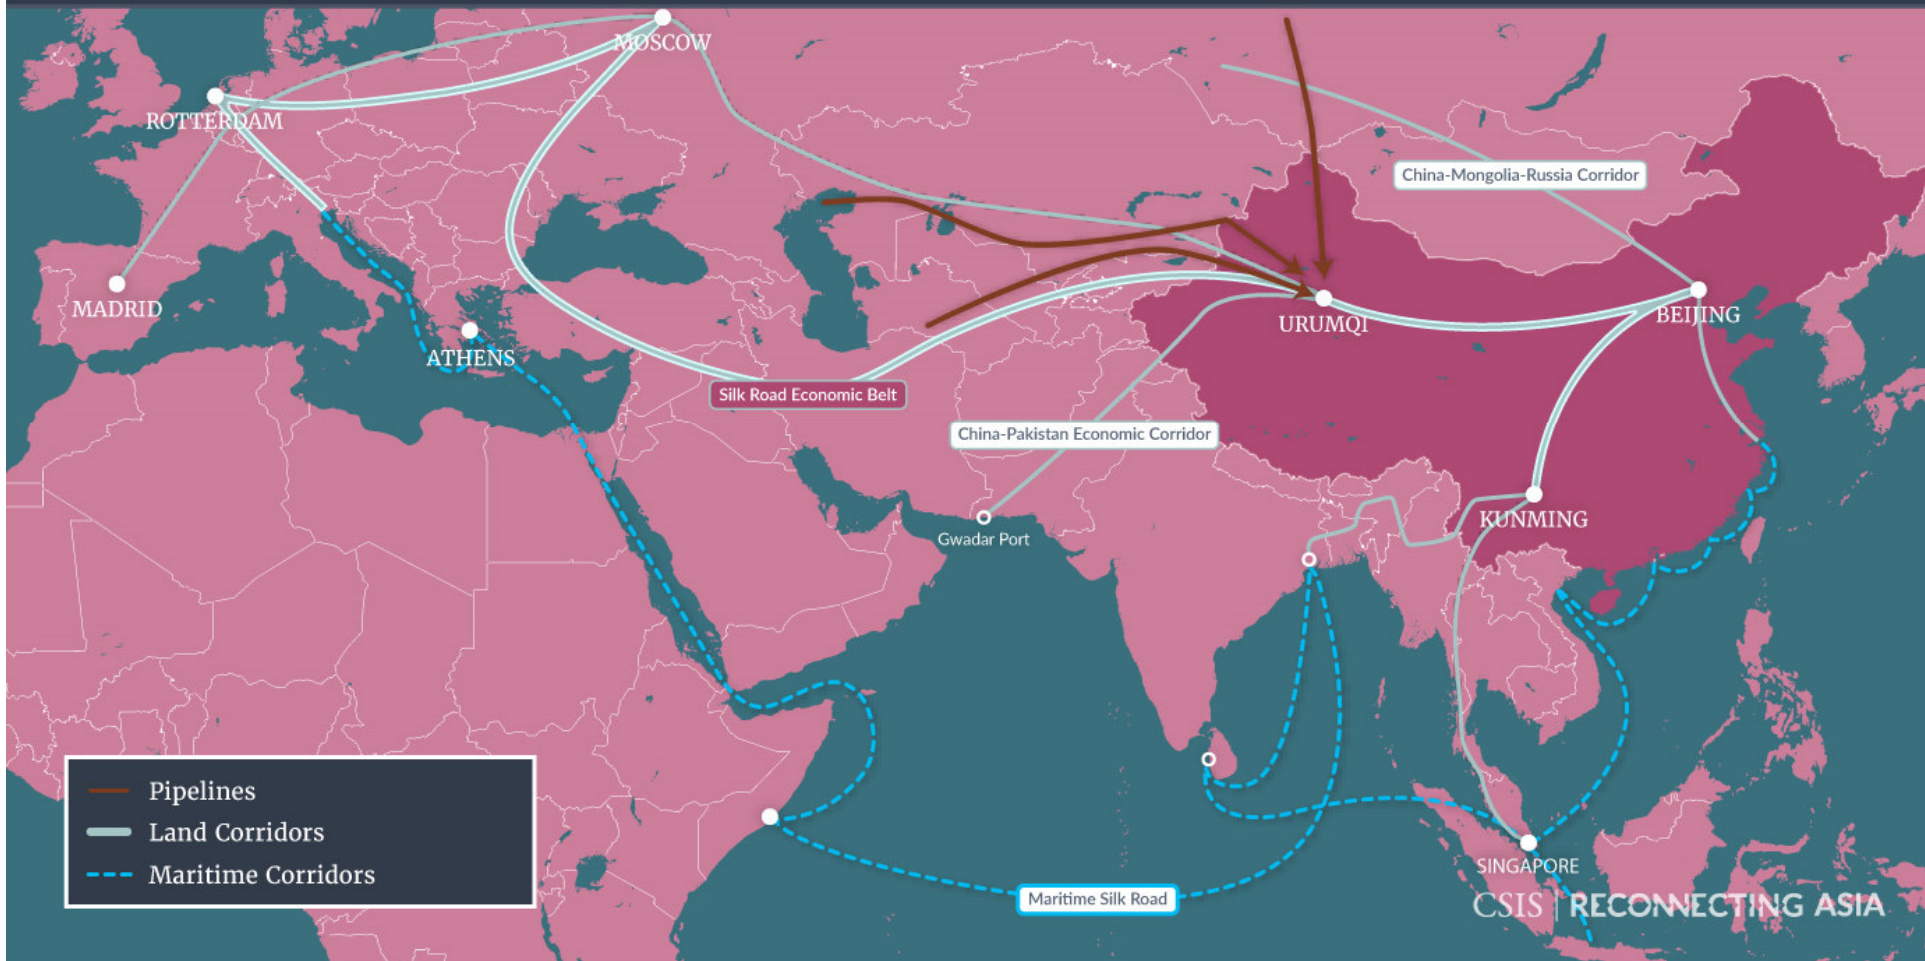 MOSCOW
ROTTERDAM
China-Mongolia-Russia Corridor
MADRID
URUMQI
BEIJING
ATHENS
Silk Road Economic Belt
China-Pakistan Economic Corridor
KUNMING
Gwadar Port
Pipelines
Land Corridors
Maritime Corridors
SINGAPORE
Maritime Silk Road
CSIS | RECONNECTING ASIA